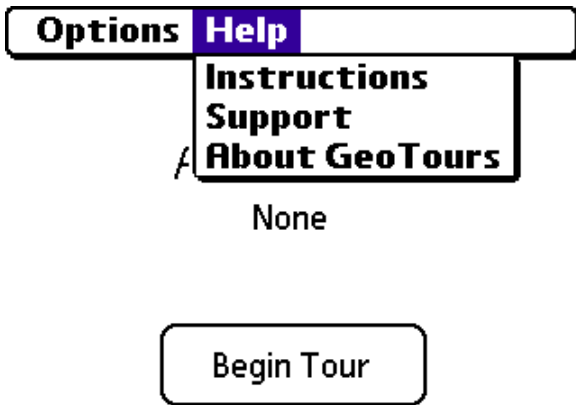 Options Help
Instructions
Support
About GeoTours
None
Begin Tour